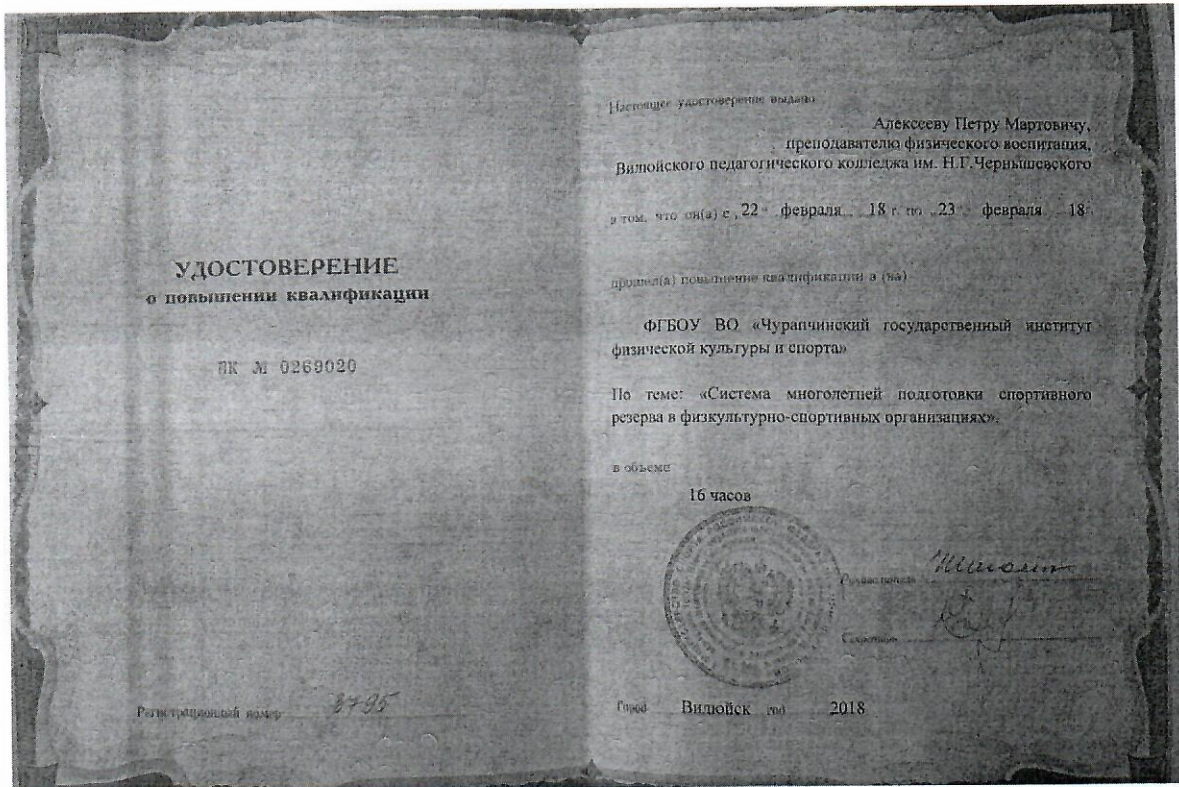 УДОСТОВЕРЕНИЕ
о повышении квалификации
ПК № 0269020
Регистрационный номер 3795
Настоящее удостоверение выдано
Алексееву Петру Мартовичу,
преподавателю физического воспитания,
Вилюйского педагогического колледжа им. Н.Г.Чернышевского
в том, что он(а) с „22“ февраля 18 г. по „23“ февраля 18г.
прошел(а) повышение квалификации в (на)
ФГБОУ ВО «Чурапчинский государственный институт
физической культуры и спорта»
По теме: «Система многолетней подготовки спортивного
резерва в физкультурно-спортивных организациях».
в объеме
16 часов
Руководитель
Секретарь
Город Вилюйск год 2018